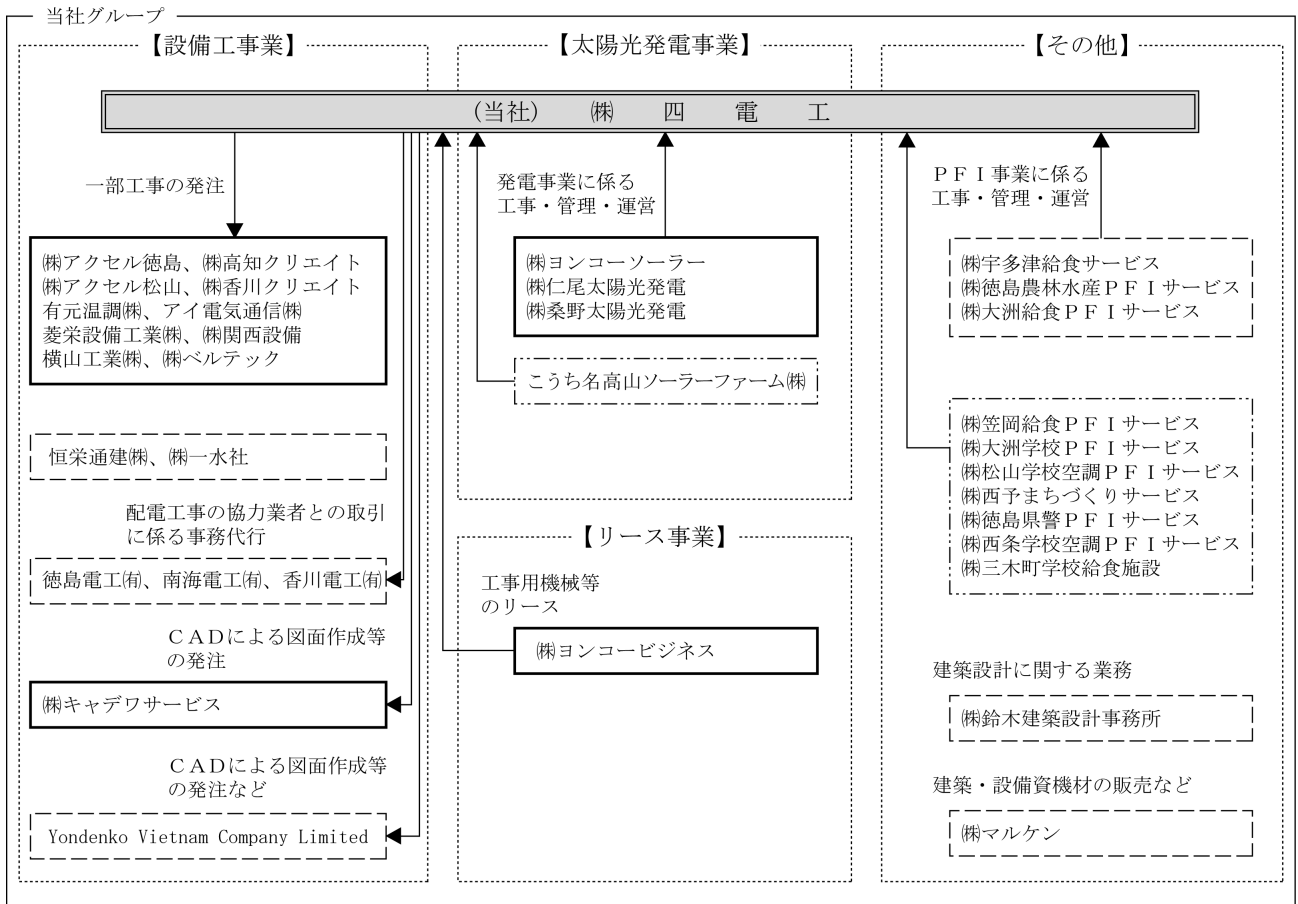 当社グループ
【設備工事業】
【太陽光発電事業】
【その他】
(当社) ㈱ 四 電 工
一部工事の発注
㈱アクセル徳島、㈱高知クリエイト
㈱アクセル松山、㈱香川クリエイト
有元温調㈱、アイ電気通信㈱
菱栄設備工業㈱、㈱関西設備
横山工業㈱、㈱ベルテック
恒栄通建㈱、㈱一水社
配電工事の協力業者との取引
に係る事務代行
徳島電工㈲、南海電工㈲、香川電工㈲
ＣＡＤによる図面作成等
の発注
㈱キャデワサービス
ＣＡＤによる図面作成等
の発注など
Yondenko Vietnam Company Limited
発電事業に係る
工事・管理・運営
㈱ヨンコーソーラー
㈱仁尾太陽光発電
㈱桑野太陽光発電
こうち名高山ソーラーファーム㈱
【リース事業】
工事用機械等
のリース
㈱ヨンコービジネス
ＰＦＩ事業に係る
工事・管理・運営
㈱宇多津給食サービス
㈱徳島農林水産ＰＦＩサービス
㈱大洲給食ＰＦＩサービス
㈱笠岡給食ＰＦＩサービス
㈱大洲学校ＰＦＩサービス
㈱松山学校空調ＰＦＩサービス
㈱西予まちづくりサービス
㈱徳島県警ＰＦＩサービス
㈱西条学校空調ＰＦＩサービス
㈱三木町学校給食施設
建築設計に関する業務
㈱鈴木建築設計事務所
建築・設備資機材の販売など
㈱マルケン